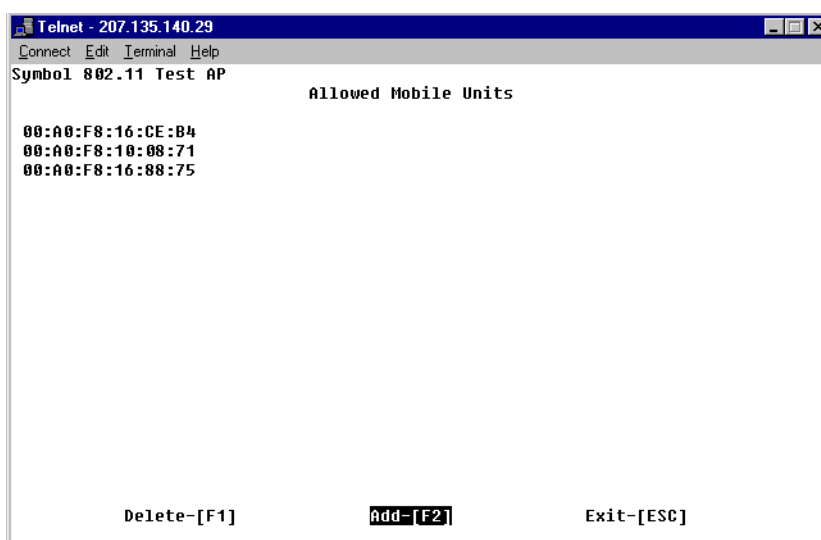 Telnet - 207.135.140.29
Connect Edit Terminal Help
Symbol 802.11 Test AP
Allowed Mobile Units
00:A0:F8:16:CE:B4
00:A0:F8:10:08:71
00:A0:F8:16:88:75
Delete-[F1] Add-[F2] Exit-[ESC]